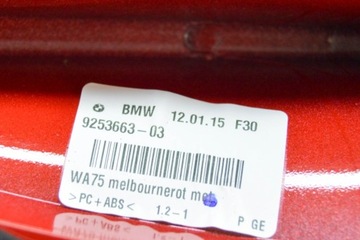 BMW 12.01.15 F30
9253663-03
WA75 melbournerot met
>PC+ABS< 1.2-1 P GE